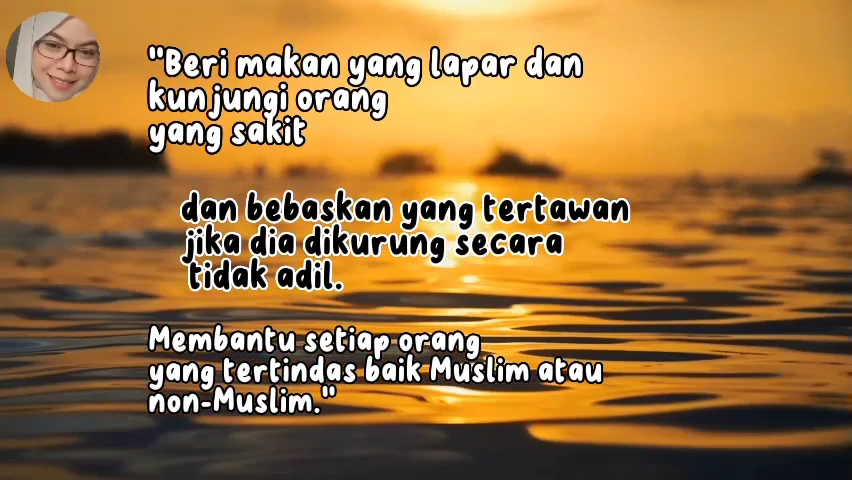 "Beri makan yang lapar dan
kunjungi orang
yang sakit
dan bebaskan yang tertawan
jika dia dikurung secara
tidak adil.
Membantu setiap orang
yang tertindas baik Muslim atau
non-Muslim."